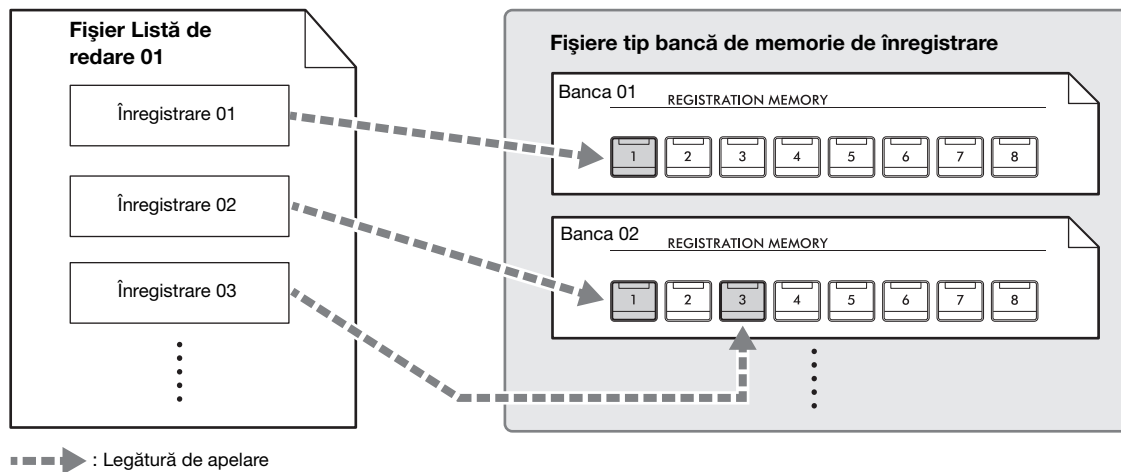 Fişier Listă de
redare 01
Înregistrare 01
Înregistrare 02
Înregistrare 03
Fişiere tip bancă de memorie de înregistrare
Banca 01
REGISTRATION MEMORY
1 2 3 4 5 6 7 8
Banca 02
REGISTRATION MEMORY
1 2 3 4 5 6 7 8
: Legătură de apelare